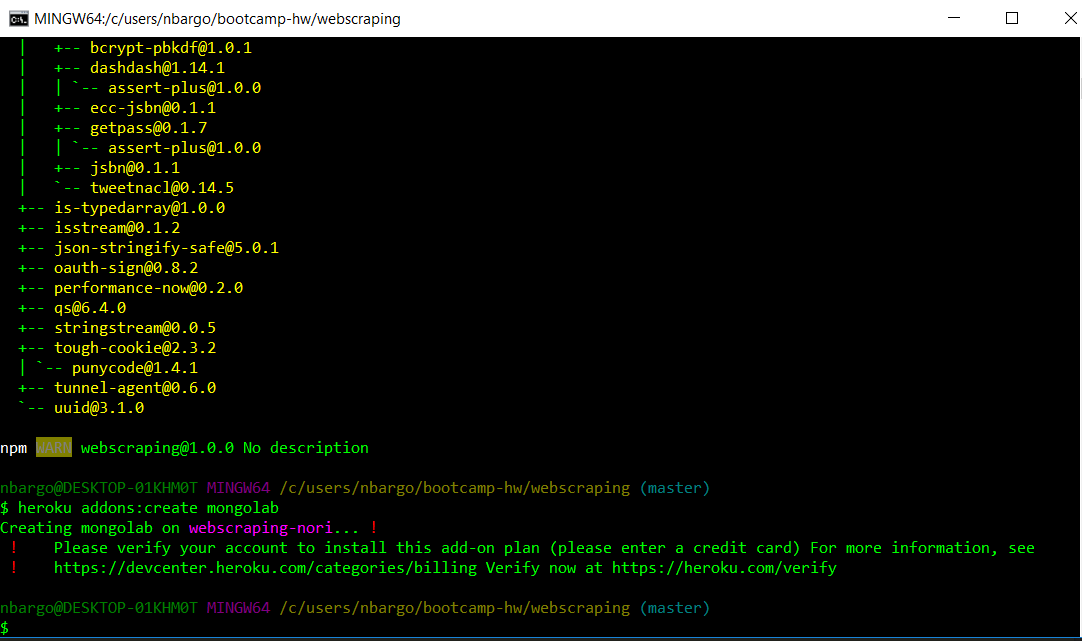 MINGW64:/c/users/nbargo/bootcamp-hw/webscraping
|   +-- bcrypt-pbkdf@1.0.1
|   +-- dashdash@1.14.1
|   | `-- assert-plus@1.0.0
|   +-- ecc-jsbn@0.1.1
|   +-- getpass@0.1.7
|   | `-- assert-plus@1.0.0
|   +-- jsbn@0.1.1
|   `-- tweetnacl@0.14.5
+-- is-typedarray@1.0.0
+-- isstream@0.1.2
+-- json-stringify-safe@5.0.1
+-- oauth-sign@0.8.2
+-- performance-now@0.2.0
+-- qs@6.4.0
+-- stringstream@0.0.5
+-- tough-cookie@2.3.2
| `-- punycode@1.4.1
+-- tunnel-agent@0.6.0
`-- uuid@3.1.0
npm WARN webscraping@1.0.0 No description
nbargo@DESKTOP-01KHM0T MINGW64 /c/users/nbargo/bootcamp-hw/webscraping (master)
$ heroku addons:create mongolab
Creating mongolab on webscraping-nori... !
!    Please verify your account to install this add-on plan (please enter a credit card) For more information, see
!    https://devcenter.heroku.com/categories/billing Verify now at https://heroku.com/verify
nbargo@DESKTOP-01KHM0T MINGW64 /c/users/nbargo/bootcamp-hw/webscraping (master)
$